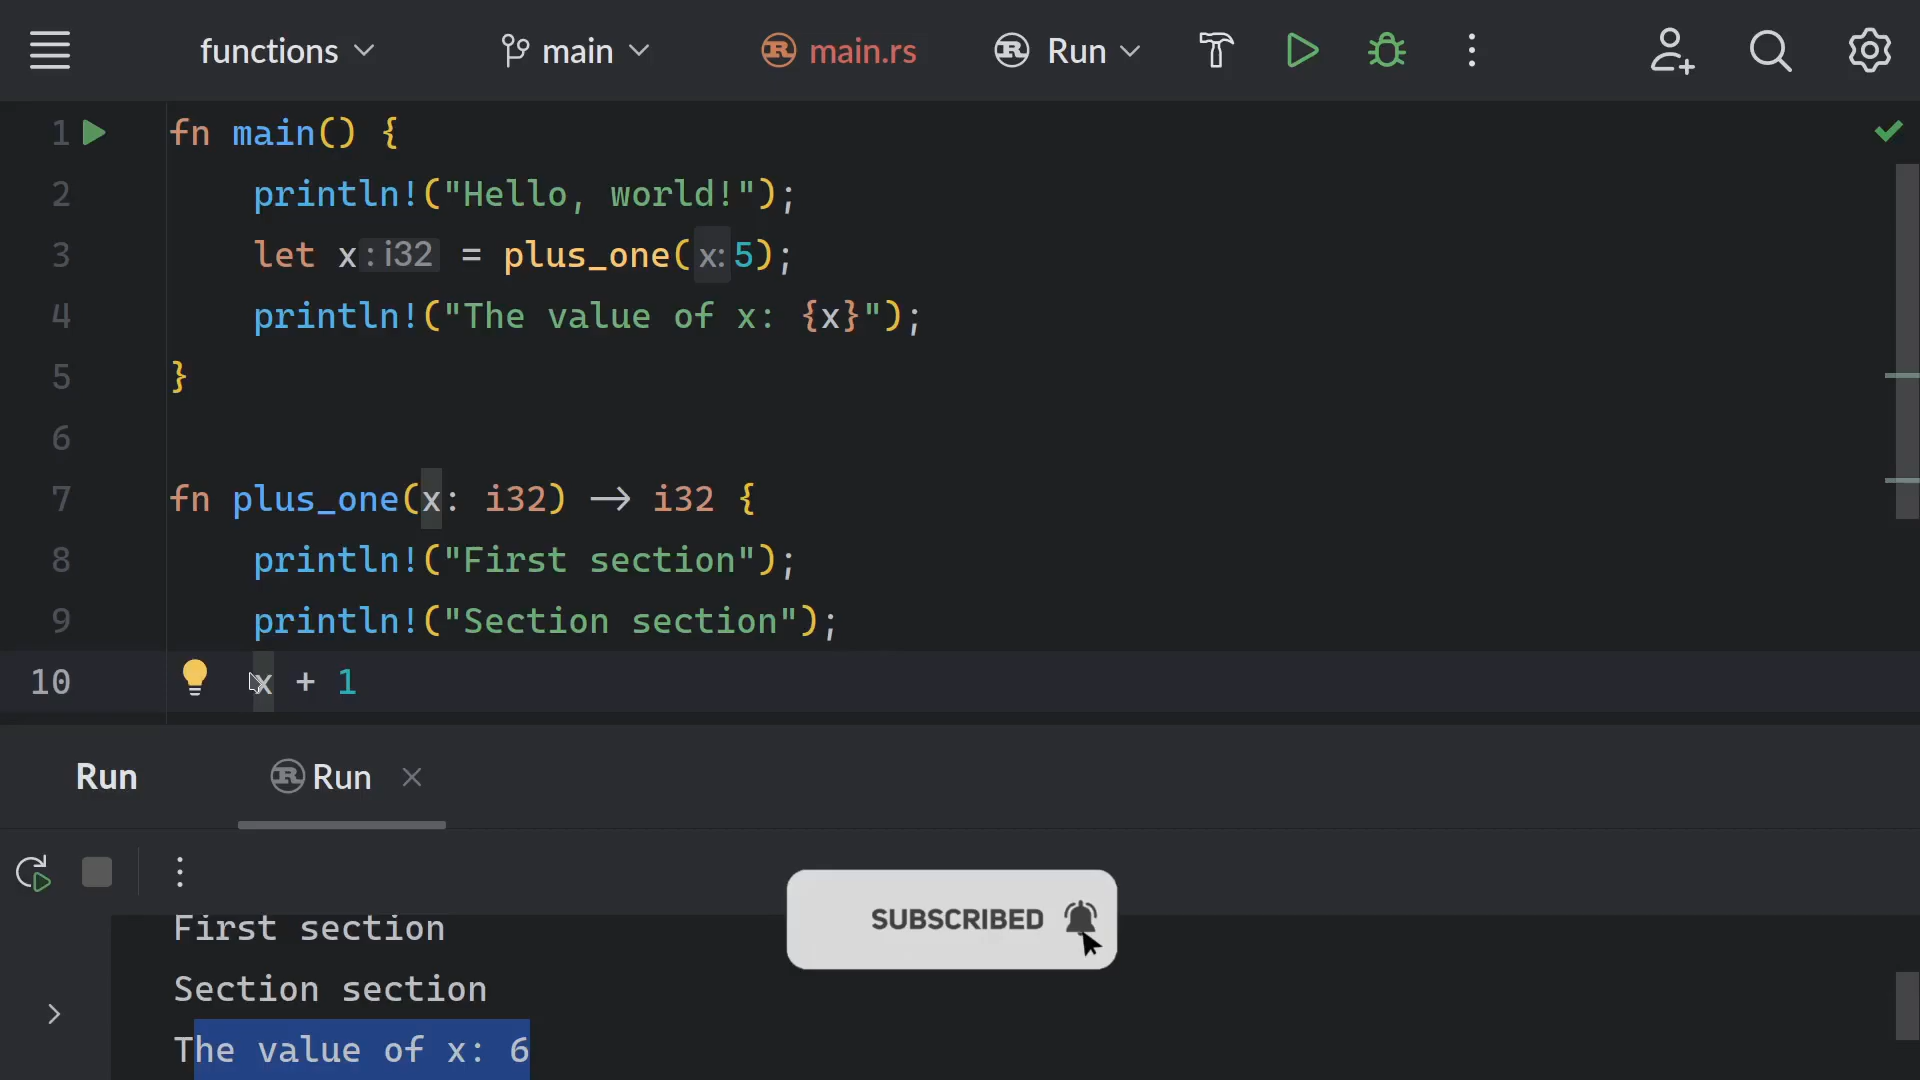 functions main main.rs Run
1 fn main() {
2 println!("Hello, world!");
3 let x: i32 = plus_one(x: 5);
4 println!("The value of x: {x}");
5 }
6
7 fn plus_one(x: i32) -> i32 {
8 println!("First section");
9 println!("Section section");
10 x + 1
Run Run
First section
SUBSCRIBED
Section section
The value of x: 6